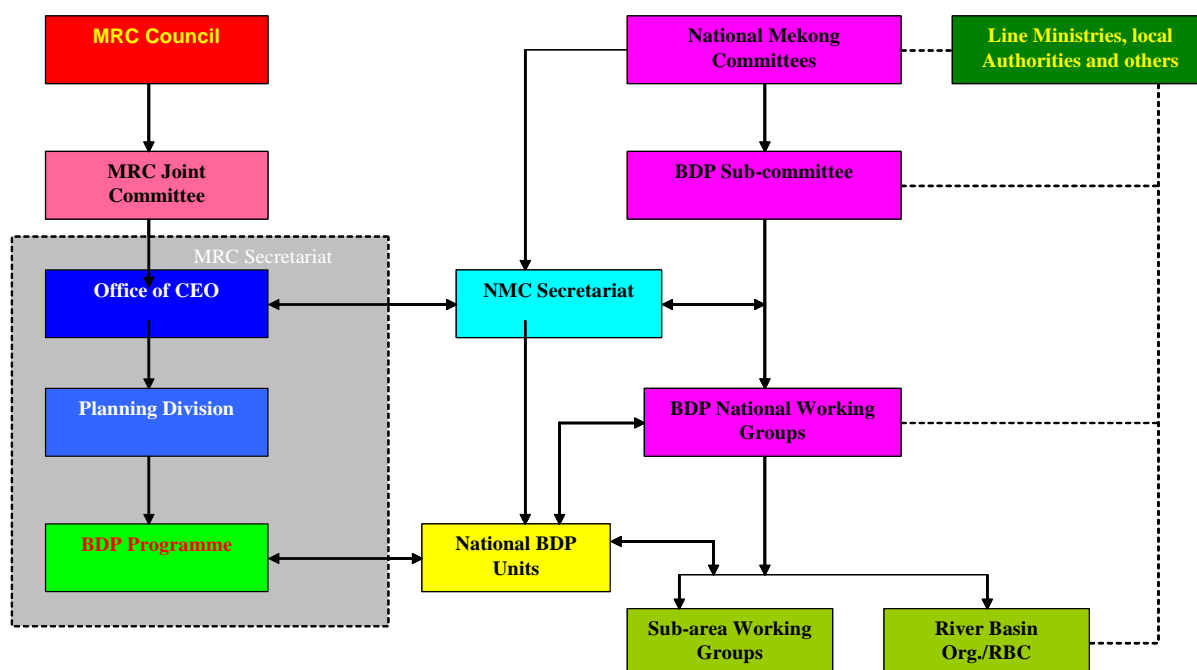 MRC Council
National Mekong
Committees
Line Ministries, local
Authorities and others
MRC Joint
Committee
BDP Sub-committee
MRC Secretariat
Office of CEO
NMC Secretariat
Planning Division
BDP National Working
Groups
BDP Programme
National BDP
Units
Sub-area Working
Groups
River Basin
Org./RBC